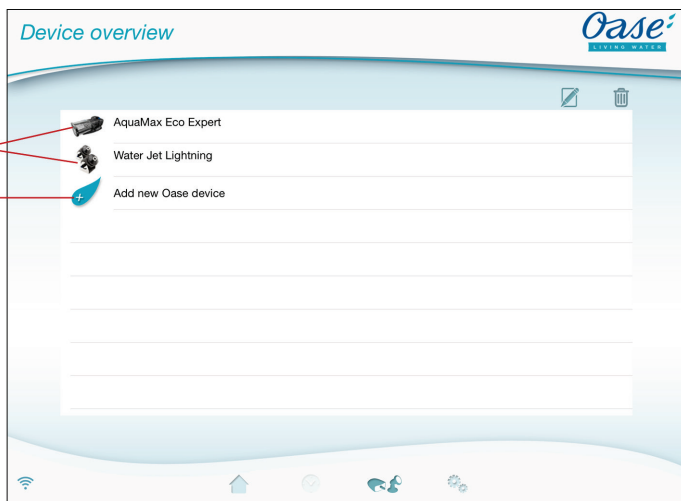 Device overview
Oase
LIVING WATER
AquaMax Eco Expert
Water Jet Lightning
Add new Oase device